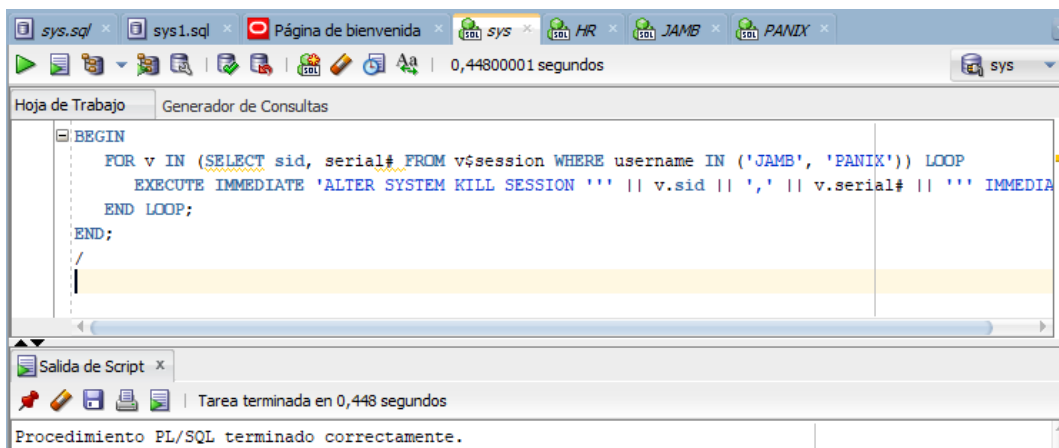 sys.sql sys1.sql Página de bienvenida sys HR JAMB PANIX
0,44800001 segundos sys
Hoja de Trabajo Generador de Consultas
BEGIN
FOR v IN (SELECT sid, serial# FROM v$session WHERE username IN ('JAMB', 'PANIX')) LOOP
EXECUTE IMMEDIATE 'ALTER SYSTEM KILL SESSION ''' || v.sid || ',' || v.serial# || ''' IMMEDIA
END LOOP;
END;
/
Salida de Script x
Tarea terminada en 0,448 segundos
Procedimiento PL/SQL terminado correctamente.